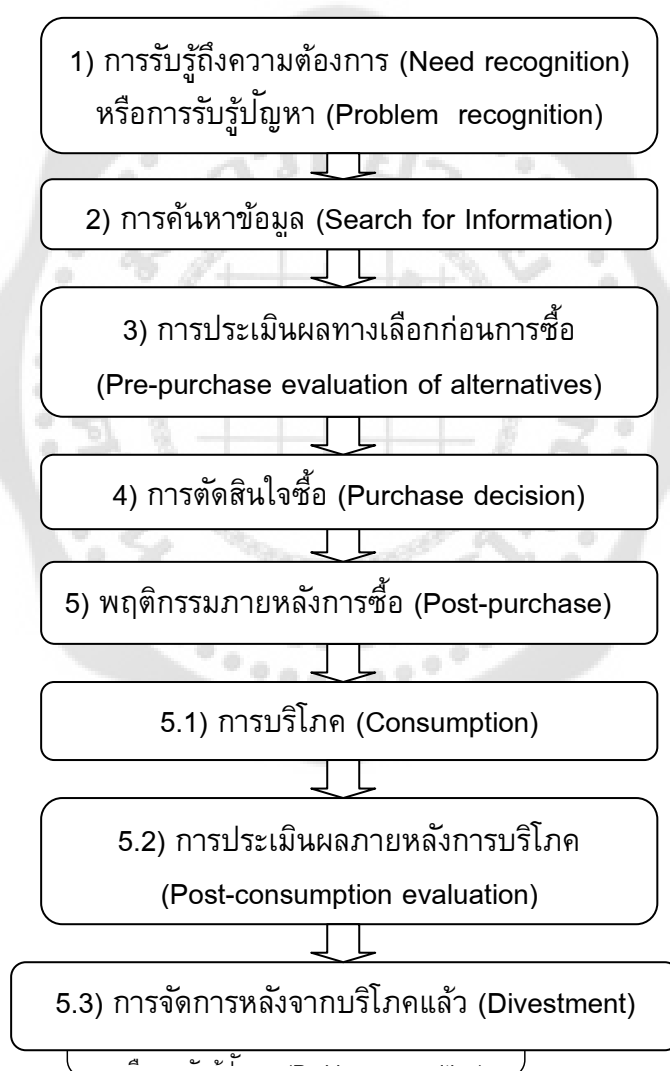 1) การรับรู้ถึงความต้องการ (Need recognition)
หรือการรับรู้ปัญหา (Problem recognition)
2) การค้นหาข้อมูล (Search for Information)
3) การประเมินผลทางเลือกก่อนการซื้อ
(Pre-purchase evaluation of alternatives)
4) การตัดสินใจซื้อ (Purchase decision)
5) พฤติกรรมภายหลังการซื้อ (Post-purchase)
5.1) การบริโภค (Consumption)
5.2) การประเมินผลภายหลังการบริโภค
(Post-consumption evaluation)
5.3) การจัดการหลังจากบริโภคแล้ว (Divestment)